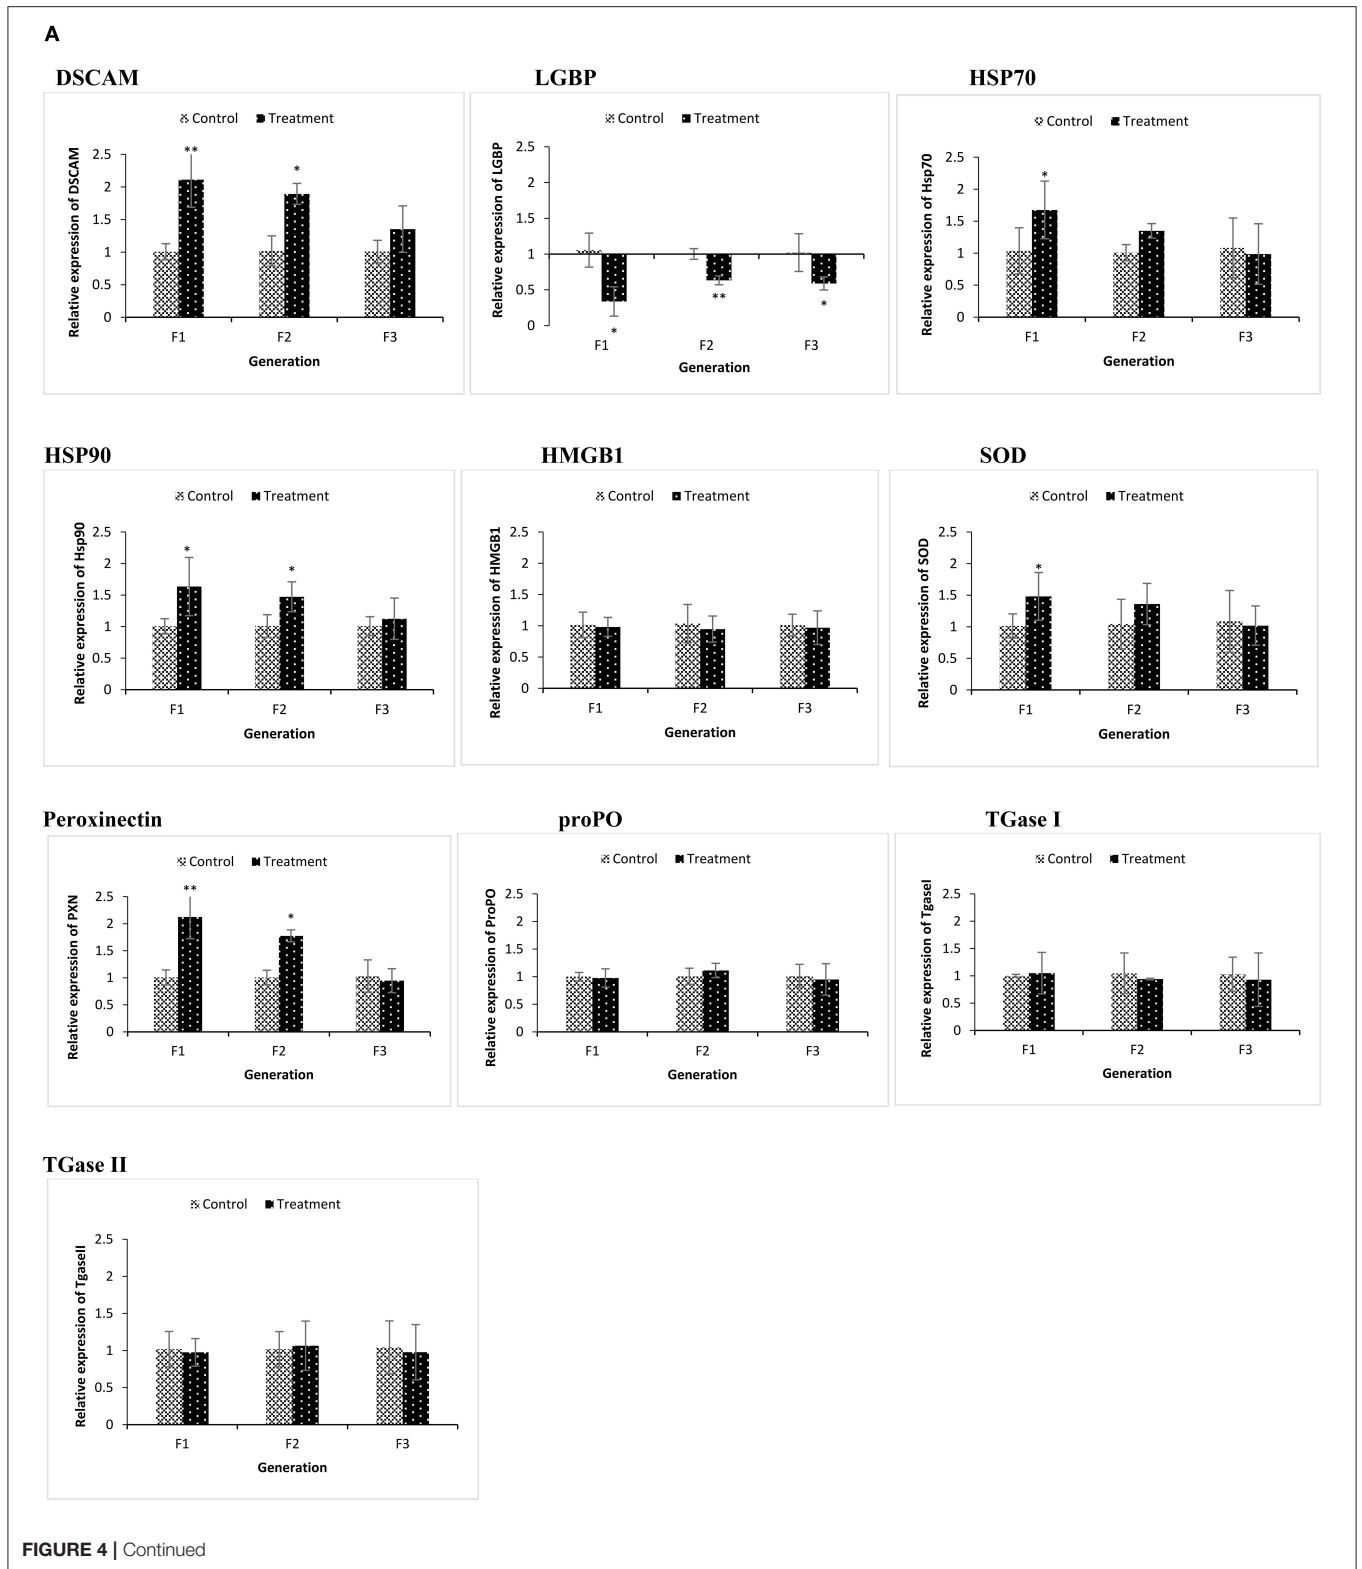 A
DSCAM
Control Treatment
Relative expression of DSCAM
2.5
2
1.5
1
0.5
0
** *
F1 F2 F3
Generation
LGBP
Control Treatment
Relative expression of LGBP
2.5
2
1.5
1
0.5
0
* ** *
F1 F2 F3
Generation
HSP70
Control Treatment
Relative expression of Hsp70
2.5
2
1.5
1
0.5
0
*
F1 F2 F3
Generation
HSP90
Control Treatment
Relative expression of Hsp90
2.5
2
1.5
1
0.5
0
* *
F1 F2 F3
Generation
HMGB1
Control Treatment
Relative expression of HMGB1
2.5
2
1.5
1
0.5
0
F1 F2 F3
Generation
SOD
Control Treatment
Relative expression of SOD
2.5
2
1.5
1
0.5
0
*
F1 F2 F3
Generation
Peroxinectin
Control Treatment
Relative expression of PXN
2.5
2
1.5
1
0.5
0
** *
F1 F2 F3
Generation
proPO
Control Treatment
Relative expression of ProPO
2.5
2
1.5
1
0.5
0
F1 F2 F3
Generation
TGase I
Control Treatment
Relative expression of TgaseI
2.5
2
1.5
1
0.5
0
F1 F2 F3
Generation
TGase II
Control Treatment
Relative expression of TgaseII
2.5
2
1.5
1
0.5
0
F1 F2 F3
Generation
FIGURE 4 | Continued